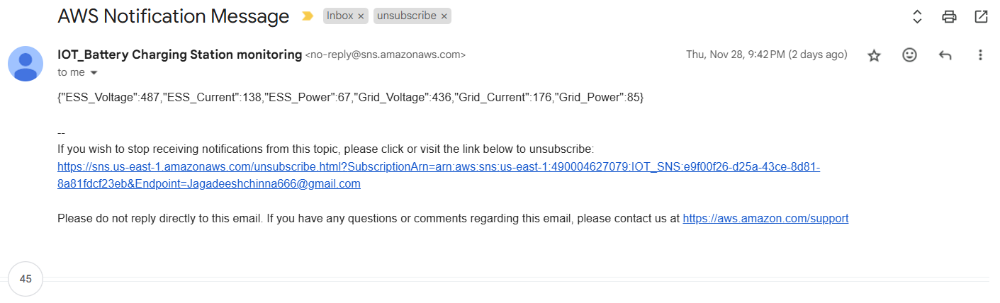 AWS Notification Message Inbox × unsubscribe ×
IOT_Battery Charging Station monitoring <no-reply@sns.amazonaws.com> Thu, Nov 28, 9:42 PM (2 days ago)
to me
{"ESS_Voltage":487,"ESS_Current":138,"ESS_Power":67,"Grid_Voltage":436,"Grid_Current":176,"Grid_Power":85}
--
If you wish to stop receiving notifications from this topic, please click or visit the link below to unsubscribe:
https://sns.us-east-1.amazonaws.com/unsubscribe.html?SubscriptionArn=arn:aws:sns:us-east-1:490004627079:IOT_SNS:e9f00f26-d25a-43ce-8d81-
8a81fdcf23eb&Endpoint=Jagadeeshchinna666@gmail.com
Please do not reply directly to this email. If you have any questions or comments regarding this email, please contact us at https://aws.amazon.com/support
45